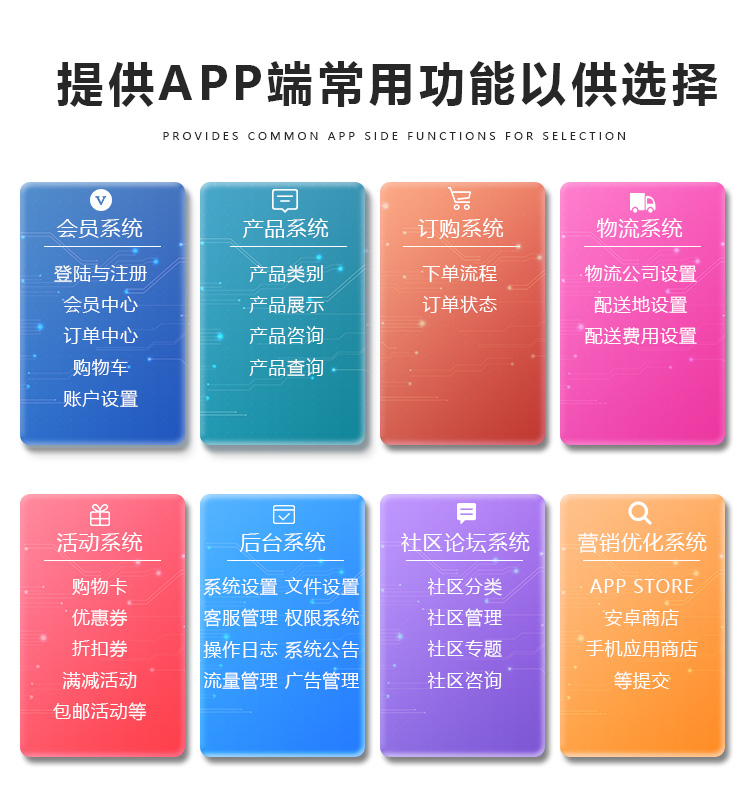 提供APP端常用功能以供选择
PROVIDES COMMON APP SIDE FUNCTIONS FOR SELECTION
V
会员系统
登陆与注册
会员中心
订单中心
购物车
账户设置
产品系统
产品类别
产品展示
产品咨询
产品查询
订购系统
下单流程
订单状态
物流系统
物流公司设置
配送地设置
配送费用设置
活动系统
购物卡
优惠券
折扣券
满减活动
包邮活动等
后台系统
系统设置 文件设置
客服管理 权限系统
操作日志 系统公告
流量管理 广告管理
社区论坛系统
社区分类
社区管理
社区专题
社区咨询
营销优化系统
APP STORE
安卓商店
手机应用商店
等提交